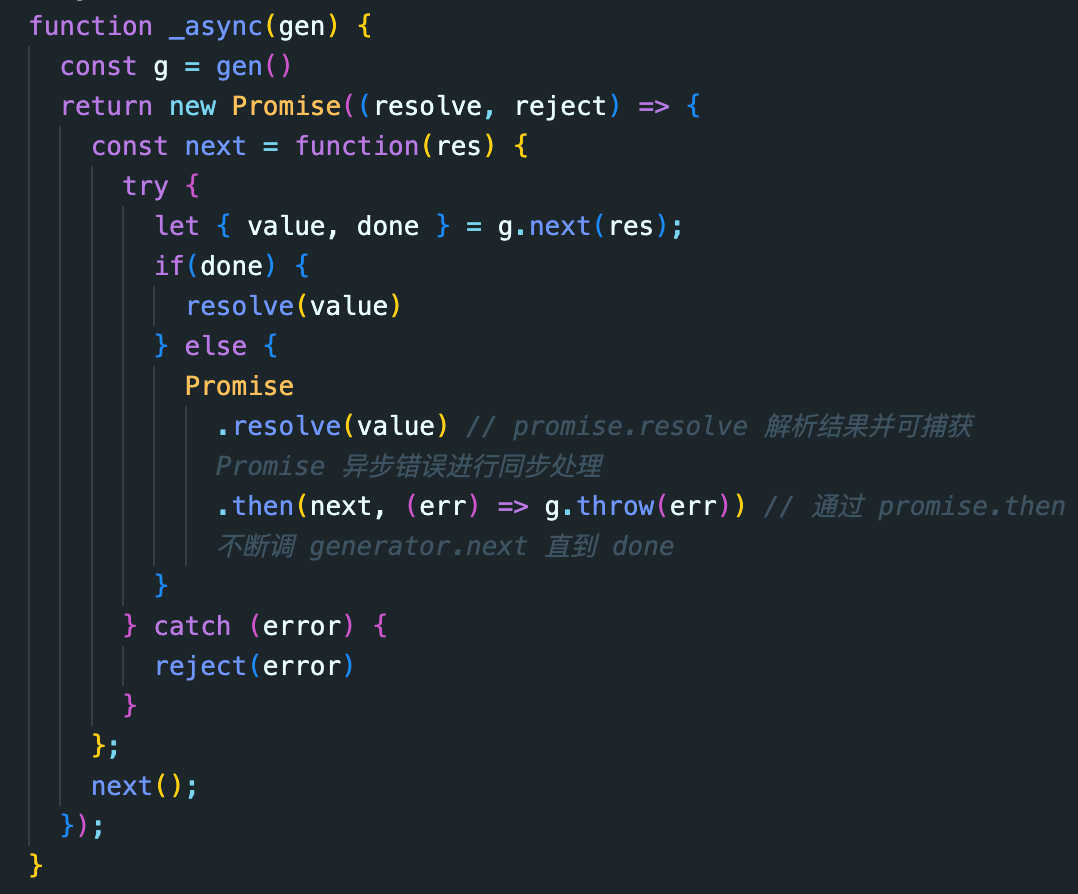 function _async(gen) {
  const g = gen()
  return new Promise((resolve, reject) => {
    const next = function(res) {
      try {
        let { value, done } = g.next(res);
        if(done) {
          resolve(value)
        } else {
          Promise
            .resolve(value) // promise.resolve 解析结果并可捕获
            Promise 异步错误进行同步处理
            .then(next, (err) => g.throw(err)) // 通过 promise.then
            不断调 generator.next 直到 done
        }
      } catch (error) {
        reject(error)
      }
    };
    next();
  });
}